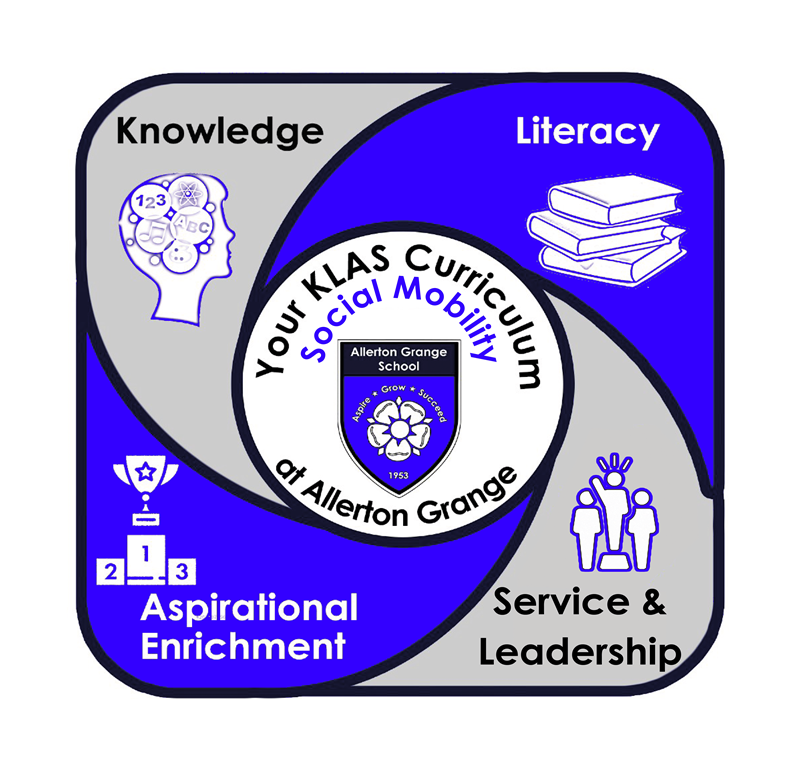 Knowledge
Literacy
123
ABC
Your KLAS Curriculum
Social Mobility
Allerton Grange
School
Aspire ★ Grow ★ Succeed
1953
at Allerton Grange
1
2 3
Aspirational
Enrichment
Service &
Leadership